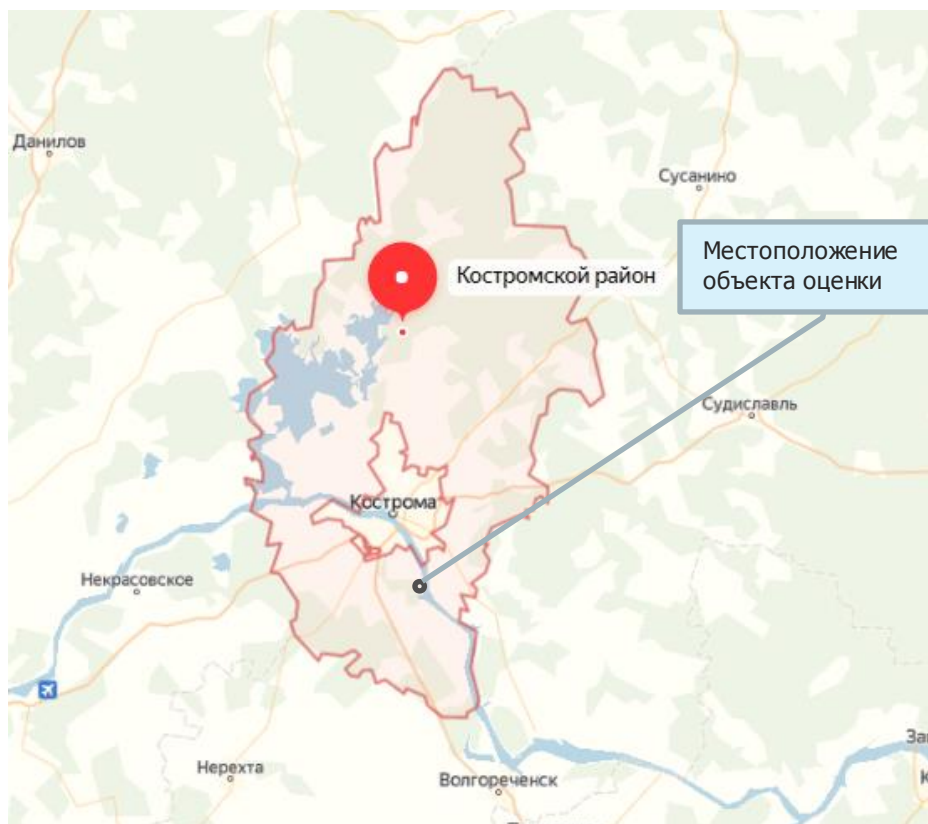 Данилов
Сусанино
Местоположение
объекта оценки
Костромской район
Судиславль
Кострома
Некрасовское
Нерехта
Волгореченск